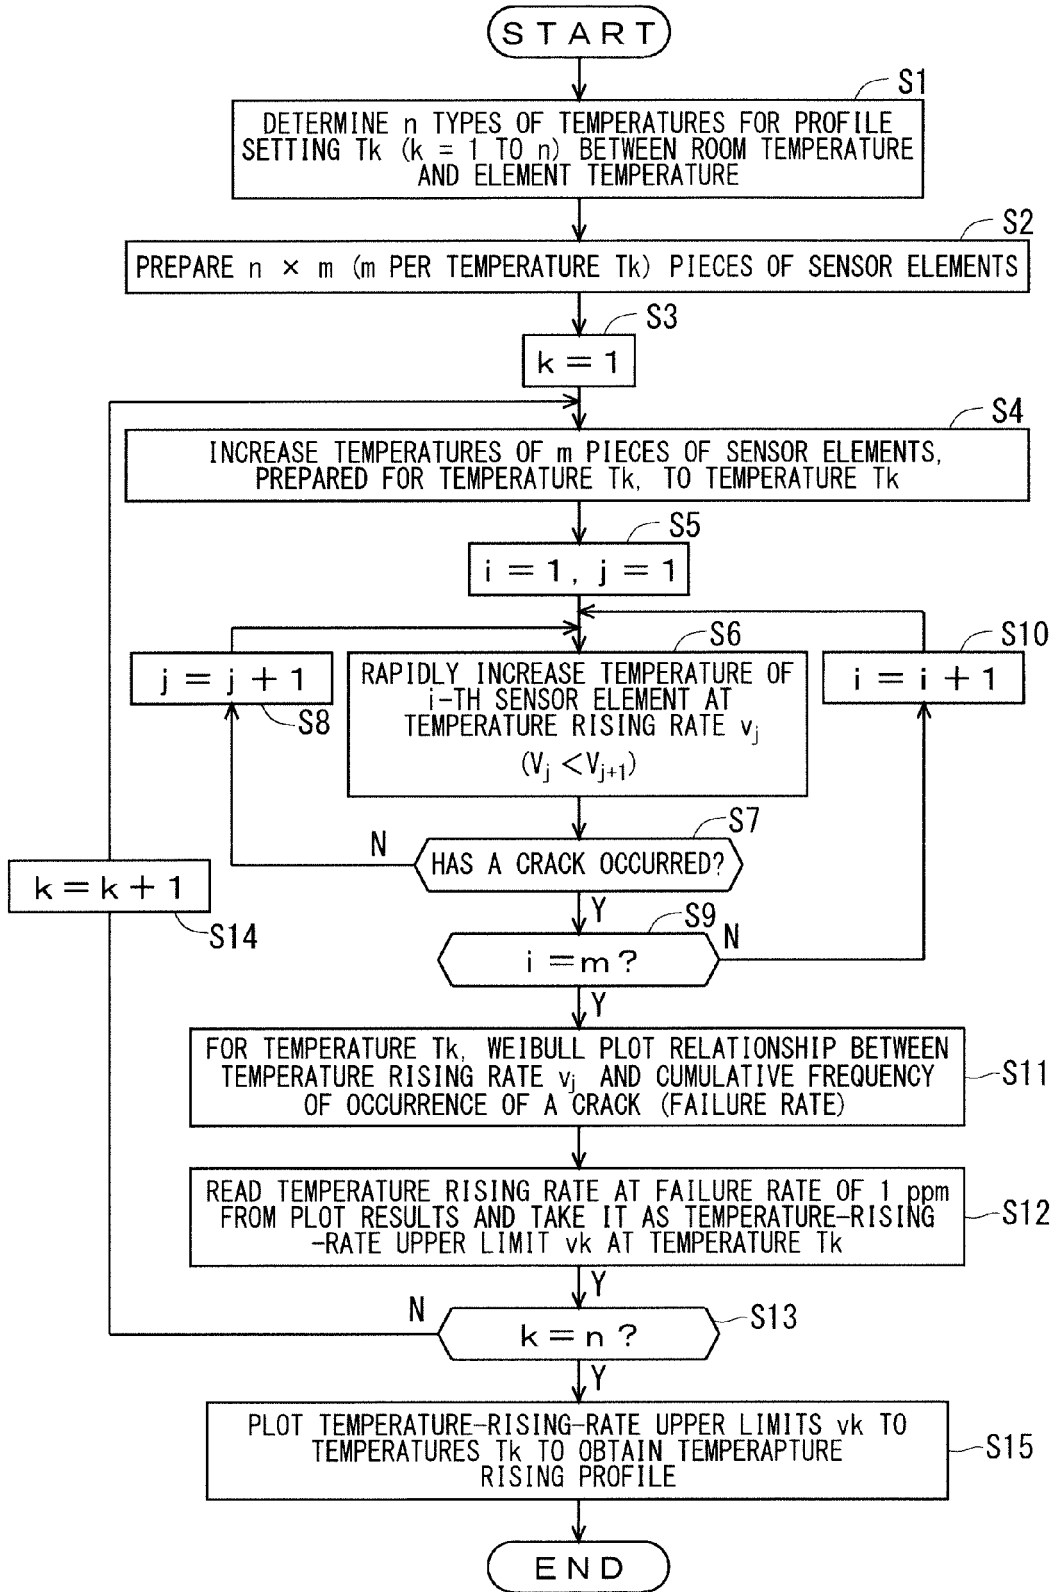 START
S1
DETERMINE n TYPES OF TEMPERATURES FOR PROFILE
SETTING Tk (k = 1 TO n) BETWEEN ROOM TEMPERATURE
AND ELEMENT TEMPERATURE
S2
PREPARE n × m (m PER TEMPERATURE Tk) PIECES OF SENSOR ELEMENTS
S3
k = 1
S4
INCREASE TEMPERATURES OF m PIECES OF SENSOR ELEMENTS,
PREPARED FOR TEMPERATURE Tk, TO TEMPERATURE Tk
S5
i = 1, j = 1
S6
RAPIDLY INCREASE TEMPERATURE OF
i-TH SENSOR ELEMENT AT
TEMPERATURE RISING RATE vj
(Vj < Vj+1)
j = j + 1
S8
S10
i = i + 1
S7
HAS A CRACK OCCURRED?
N
Y
S9
i = m ?
N
Y
k = k + 1
S14
FOR TEMPERATURE Tk, WEIBULL PLOT RELATIONSHIP BETWEEN
TEMPERATURE RISING RATE vj AND CUMULATIVE FREQUENCY
OF OCCURRENCE OF A CRACK (FAILURE RATE)
S11
READ TEMPERATURE RISING RATE AT FAILURE RATE OF 1 ppm
FROM PLOT RESULTS AND TAKE IT AS TEMPERATURE-RISING
-RATE UPPER LIMIT vk AT TEMPERATURE Tk
S12
Y
N
k = n ?
S13
Y
PLOT TEMPERATURE-RISING-RATE UPPER LIMITS vk TO
TEMPERATURES Tk TO OBTAIN TEMPERAPTURE
RISING PROFILE
S15
END